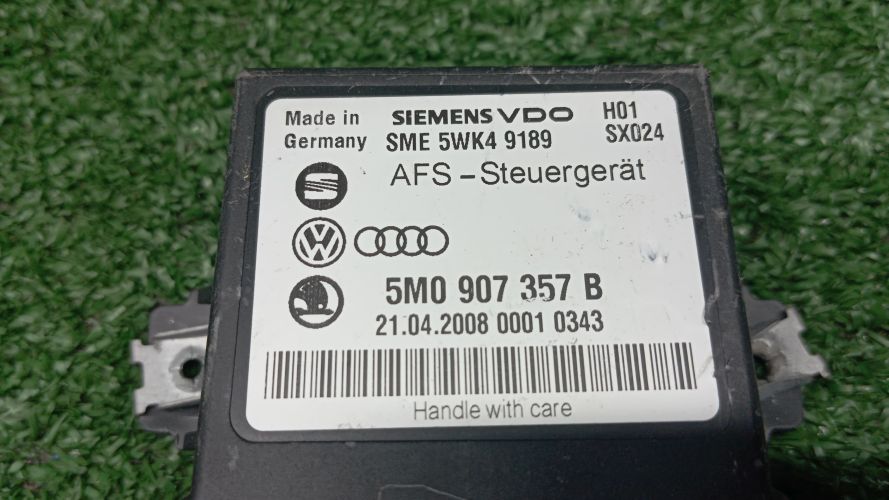 Made in SIEMENS VDO H01
Germany SME 5WK4 9189 SX024
AFS -Steuergerät
5M0 907 357 B
21.04.2008 0001 0343
Handle with care